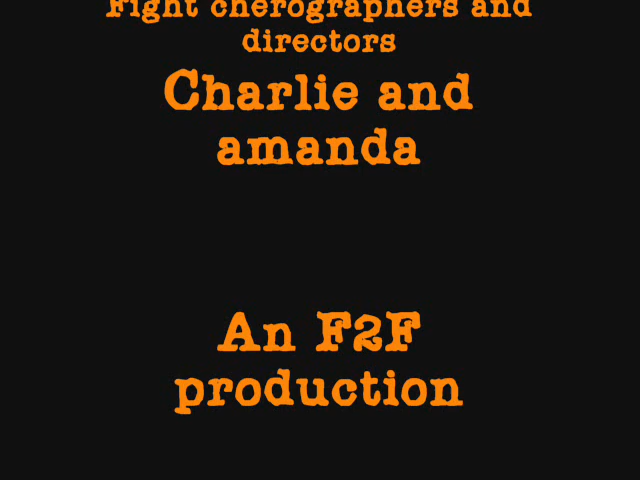 Fight cherographers and
directors
Charlie and
amanda
An F2F
production